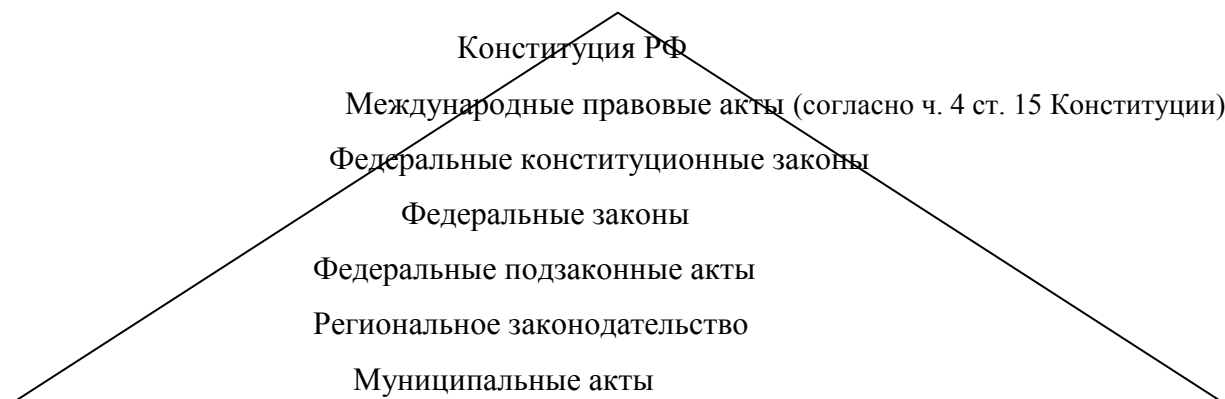 Конституция РФ
Международные правовые акты (согласно ч. 4 ст. 15 Конституции)
Федеральные конституционные законы
Федеральные законы
Федеральные подзаконные акты
Региональное законодательство
Муниципальные акты